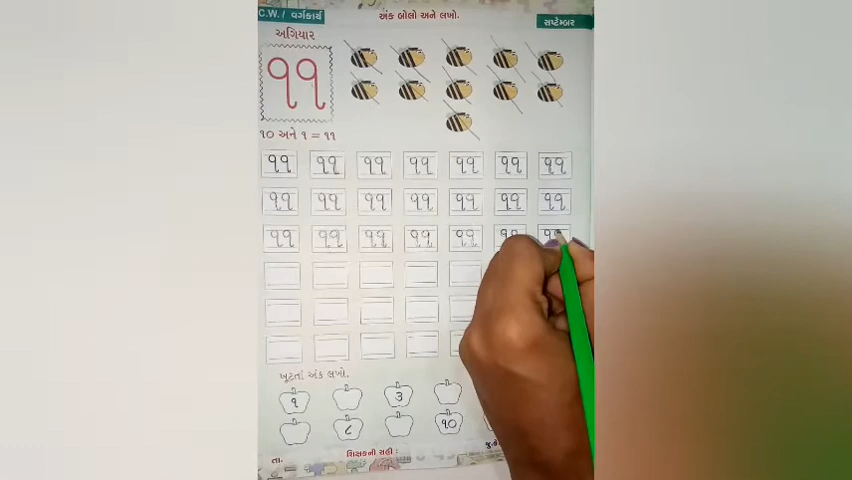 C.W. / વર્ગકાર્ય
અંક બોલો અને લખો.
સપ્ટેમ્બર
અગિયાર
૧૧
૧૦ અને ૧ = ૧૧
૧૧ ૧૧ ૧૧ ૧૧ ૧૧ ૧૧ ૧૧
૧૧ ૧૧ ૧૧ ૧૧ ૧૧ ૧૧ ૧૧
૧૧ ૧૧ ૧૧ ૧૧ ૧૧ ૧૧
ખૂટતાં અંક લખો.
૧ ૩
૮ ૧૦
તા. શિક્ષકની સહી :